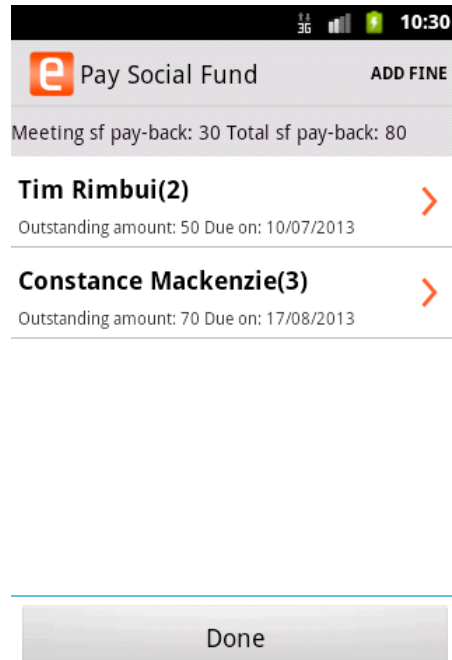 3G 10:30
e Pay Social Fund ADD FINE
Meeting sf pay-back: 30 Total sf pay-back: 80
Tim Rimbui(2)
Outstanding amount: 50 Due on: 10/07/2013
Constance Mackenzie(3)
Outstanding amount: 70 Due on: 17/08/2013
Done